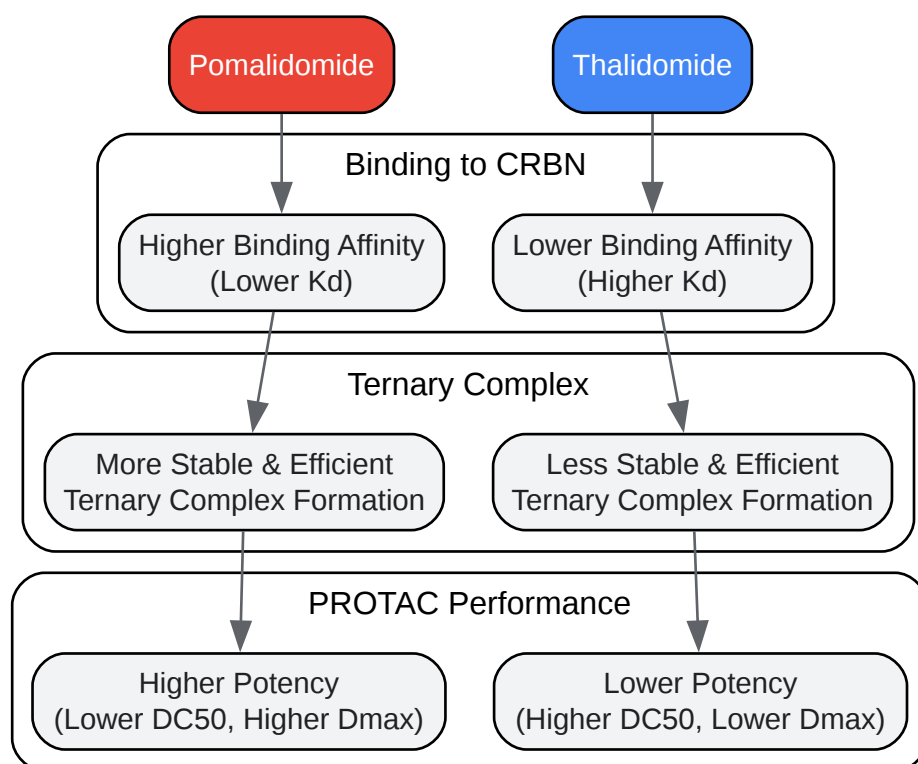 Pomalidomide
Thalidomide
Binding to CRBN
Higher Binding Affinity
(Lower Kd)
Lower Binding Affinity
(Higher Kd)
Ternary Complex
More Stable & Efficient
Ternary Complex Formation
Less Stable & Efficient
Ternary Complex Formation
PROTAC Performance
Higher Potency
(Lower DC50, Higher Dmax)
Lower Potency
(Higher DC50, Lower Dmax)